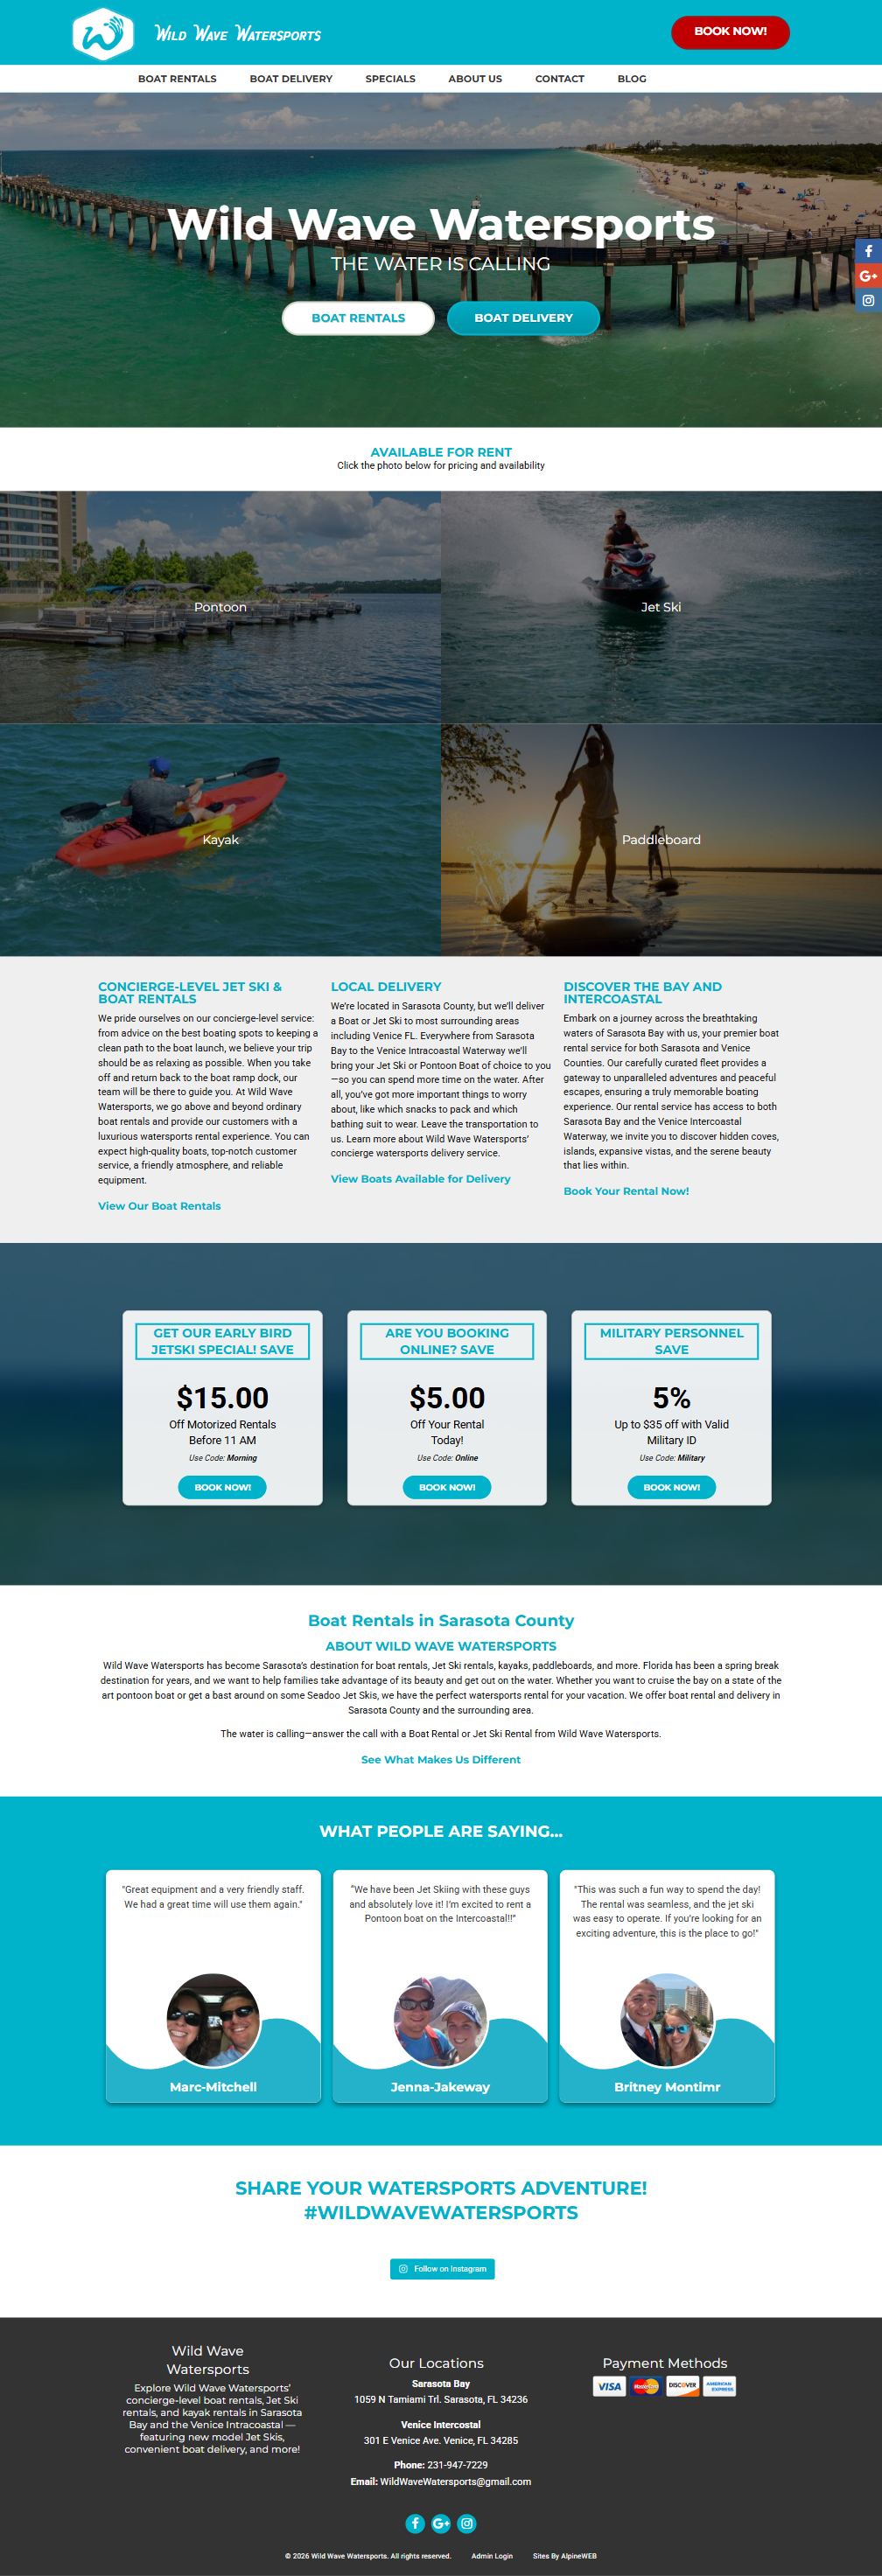 Wild Wave Watersports
BOOK NOW!
BOAT RENTALS
BOAT DELIVERY
SPECIALS
ABOUT US
CONTACT
BLOG
Wild Wave Watersports
THE WATER IS CALLING
BOAT RENTALS
BOAT DELIVERY
AVAILABLE FOR RENT
Click the photo below for pricing and availability
Pontoon
Jet Ski
Kayak
Paddleboard
CONCIERGE-LEVEL JET SKI &
BOAT RENTALS
We pride ourselves on our concierge-level service:
from advice on the best boating spots to keeping a
clean path to the boat launch, we believe your trip
should be as relaxing as possible. When you take
off and return back to the boat ramp dock, our
team will be there to guide you. At Wild Wave
Watersports, we go above and beyond ordinary
boat rentals and provide our customers with a
luxurious watersports rental experience. You can
expect high-quality boats, top-notch customer
service, a friendly atmosphere, and reliable
equipment.
View Our Boat Rentals
LOCAL DELIVERY
We're located in Sarasota County, but we'll deliver
a Boat or Jet Ski to most surrounding areas
including Venice FL. Everywhere from Sarasota
Bay to the Venice Intracoastal Waterway we'll
bring your Jet Ski or Pontoon Boat of choice to you
—so you can spend more time on the water. After
all, you've got more important things to worry
about, like which snacks to pack and which
bathing suit to wear. Leave the transportation to
us. Learn more about Wild Wave Watersports'
concierge watersports delivery service.
View Boats Available for Delivery
DISCOVER THE BAY AND
INTERCOASTAL
Embark on a journey across the breathtaking
waters of Sarasota Bay with us, your premier boat
rental service for both Sarasota and Venice
Counties. Our carefully curated fleet provides a
gateway to unparalleled adventures and peaceful
escapes, ensuring a truly memorable boating
experience. Our rental service has access to both
Sarasota Bay and the Venice Intercoastal
Waterway, we invite you to discover hidden coves,
islands, expansive vistas, and the serene beauty
that lies within.
Book Your Rental Now!
GET OUR EARLY BIRD
JETSKI SPECIAL! SAVE
$15.00
Off Motorized Rentals
Before 11 AM
Use Code: Morning
BOOK NOW!
ARE YOU BOOKING
ONLINE? SAVE
$5.00
Off Your Rental
Today!
Use Code: Online
BOOK NOW!
MILITARY PERSONNEL
SAVE
5%
Up to $35 off with Valid
Military ID
Use Code: Military
BOOK NOW!
Boat Rentals in Sarasota County
ABOUT WILD WAVE WATERSPORTS
Wild Wave Watersports has become Sarasota's destination for boat rentals, Jet Ski rentals, kayaks, paddleboards, and more. Florida has been a spring break
destination for years, and we want to help families take advantage of its beauty and get out on the water. Whether you want to cruise the bay on a state of the
art pontoon boat or get a bast around on some Seadoo Jet Skis, we have the perfect watersports rental for your vacation. We offer boat rental and delivery in
Sarasota County and the surrounding area.
The water is calling—answer the call with a Boat Rental or Jet Ski Rental from Wild Wave Watersports.
See What Makes Us Different
WHAT PEOPLE ARE SAYING...
"Great equipment and a very friendly staff.
We had a great time will use them again."
Marc-Mitchell
"We have been Jet Skiing with these guys
and absolutely love it! I'm excited to rent a
Pontoon boat on the Intercoastal!!"
Jenna-Jakeway
"This was such a fun way to spend the day!
The rental was seamless, and the jet ski
was easy to operate. If you're looking for an
exciting adventure, this is the place to go!"
Britney Montimr
SHARE YOUR WATERSPORTS ADVENTURE!
#WILDWAVEWATERSPORTS
Follow on Instagram
Wild Wave
Watersports
Explore Wild Wave Watersports'
concierge-level boat rentals, Jet Ski
rentals, and kayak rentals in Sarasota
Bay and the Venice Intracoastal —
featuring new model Jet Skis,
convenient boat delivery, and more!
Our Locations
Sarasota Bay
1059 N Tamiami Trl. Sarasota, FL 34236
Venice Intercostal
301 E Venice Ave. Venice, FL 34285
Phone: 231-947-7229
Email: WildWaveWatersports@gmail.com
Payment Methods
VISA
MasterCard
DISCOVER
AMERICAN EXPRESS
© 2026 Wild Wave Watersports. All rights reserved.
Admin Login
Sites By AlpineWEB